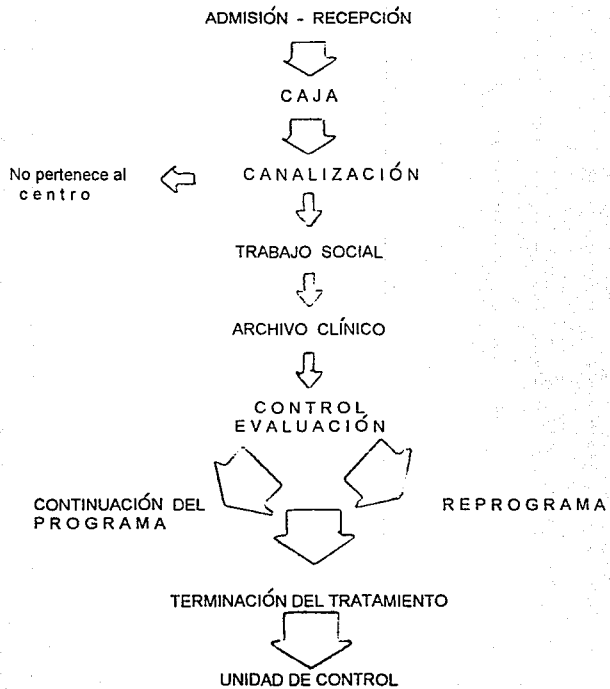 ADMISIÓN - RECEPCIÓN
CAJA
No pertenece al
centro
CANALIZACIÓN
TRABAJO SOCIAL
ARCHIVO CLÍNICO
CONTROL
EVALUACIÓN
CONTINUACIÓN DEL
PROGRAMA
REPROGRAMA
TERMINACIÓN DEL TRATAMIENTO
UNIDAD DE CONTROL